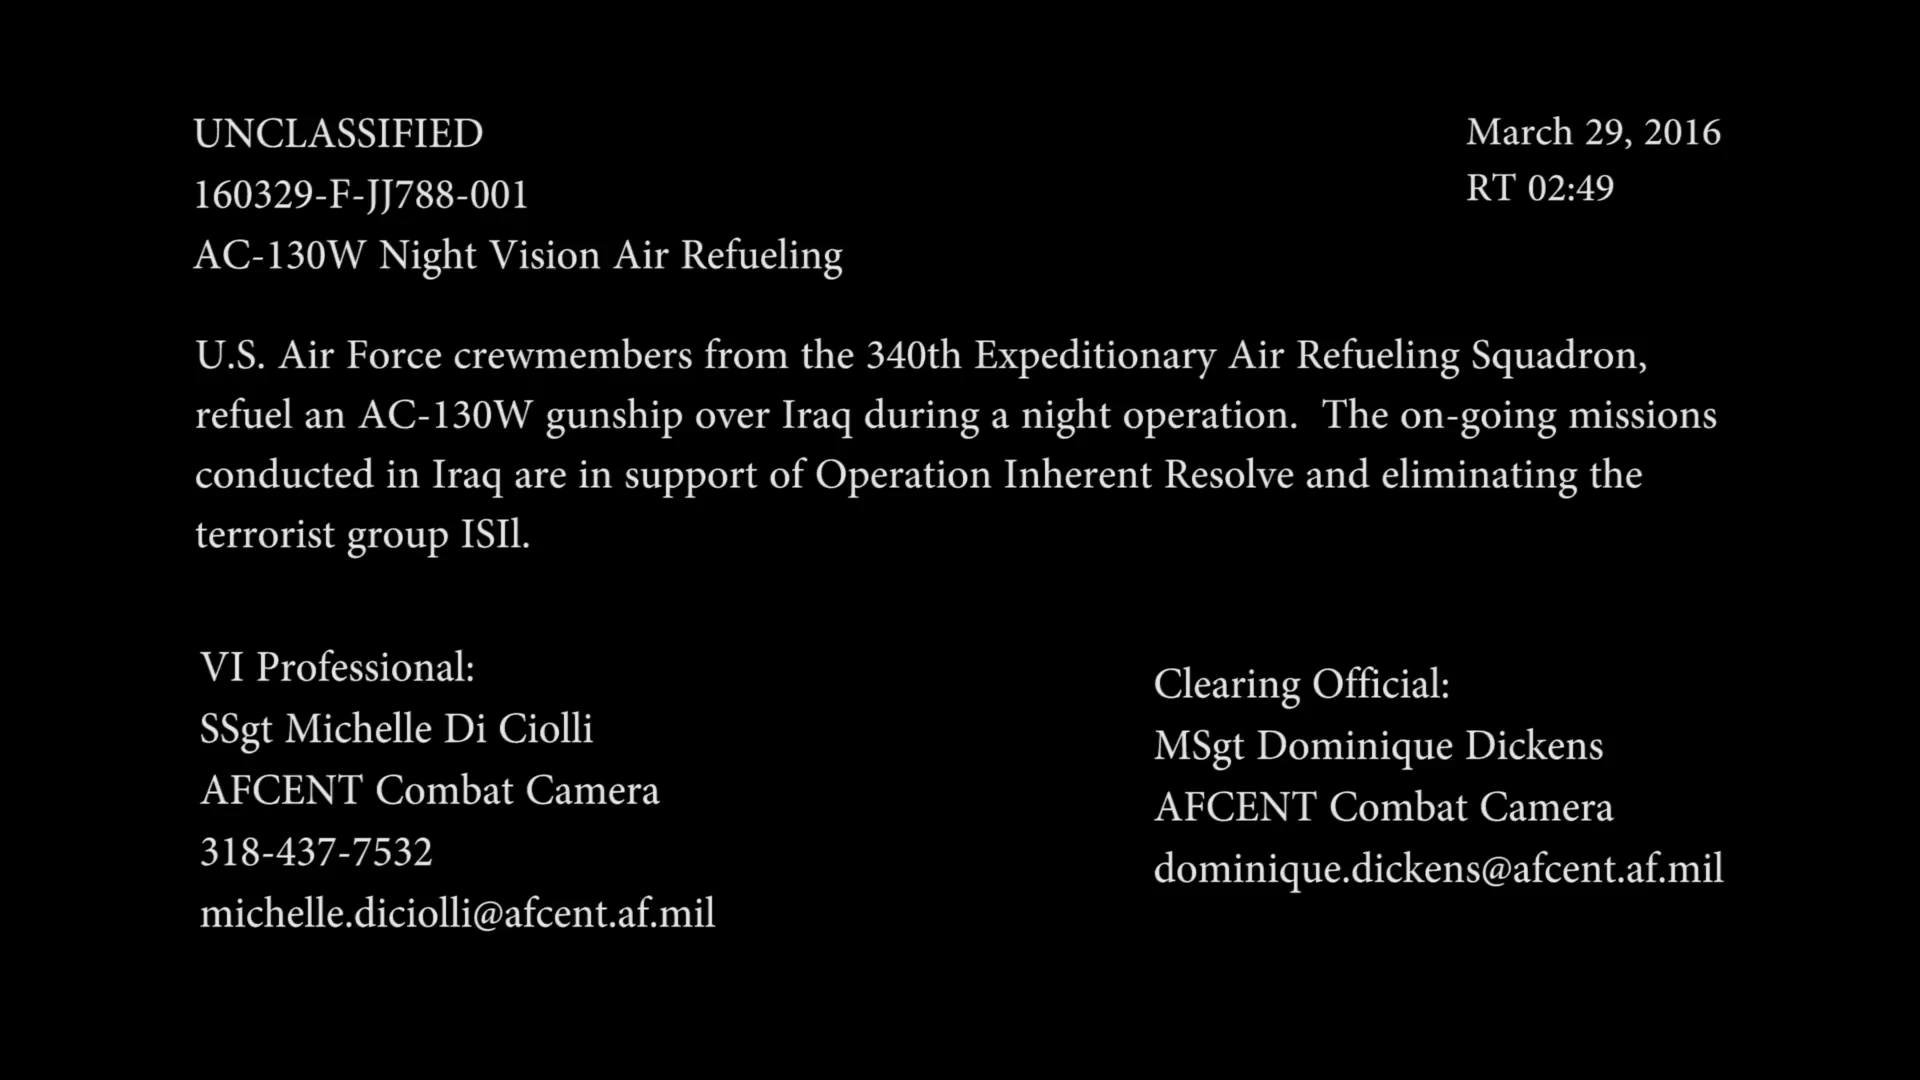 UNCLASSIFIED
160329-F-JJ788-001
AC-130W Night Vision Air Refueling
March 29, 2016
RT 02:49
U.S. Air Force crewmembers from the 340th Expeditionary Air Refueling Squadron,
refuel an AC-130W gunship over Iraq during a night operation.  The on-going missions
conducted in Iraq are in support of Operation Inherent Resolve and eliminating the
terrorist group ISIl.
VI Professional:
SSgt Michelle Di Ciolli
AFCENT Combat Camera
318-437-7532
michelle.diciolli@afcent.af.mil
Clearing Official:
MSgt Dominique Dickens
AFCENT Combat Camera
dominique.dickens@afcent.af.mil